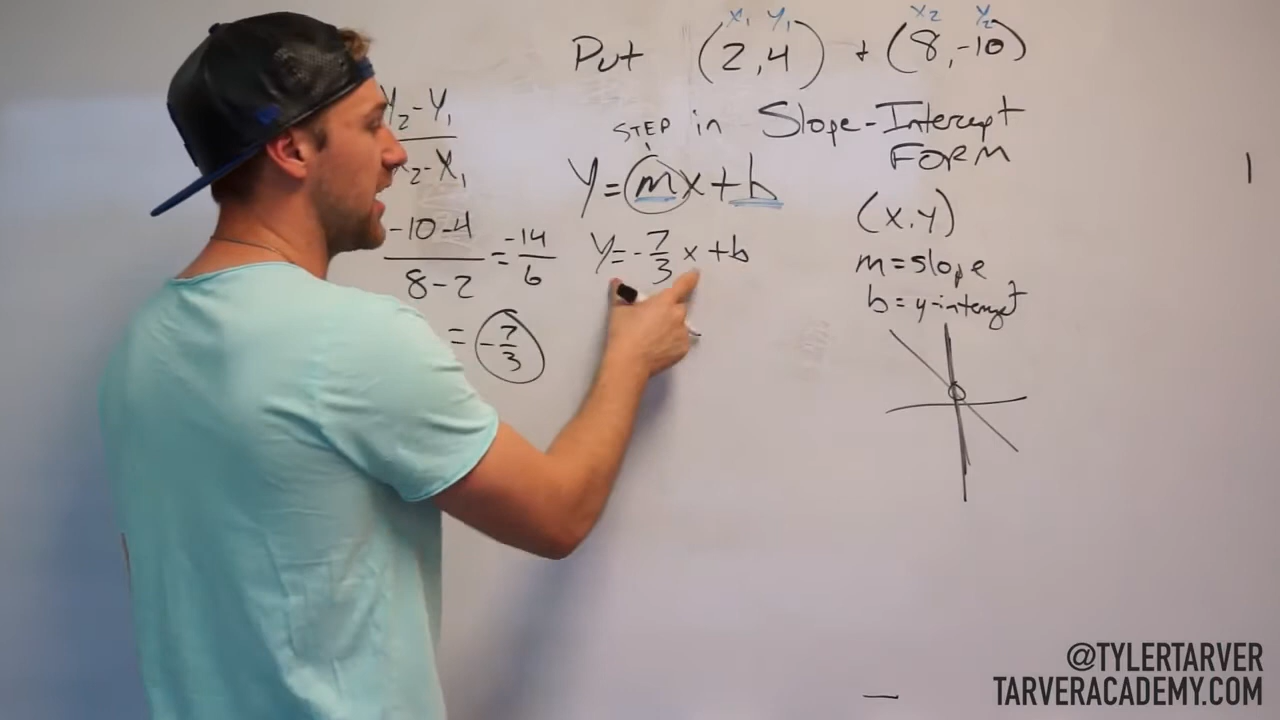 x₁ y₁ x₂ y₂
Put (2,4) + (8,-10)
STEP in Slope-Intercept
FORM
Y₂-Y₁
X₂-X₁
Y=mx+b
(x,y)
-10-4
8-2
= -14
6
Y=-7/3 x+b
m=slope
b=y-intercept
= -7/3
@TYLERTARVER
TARVERACADEMY.COM